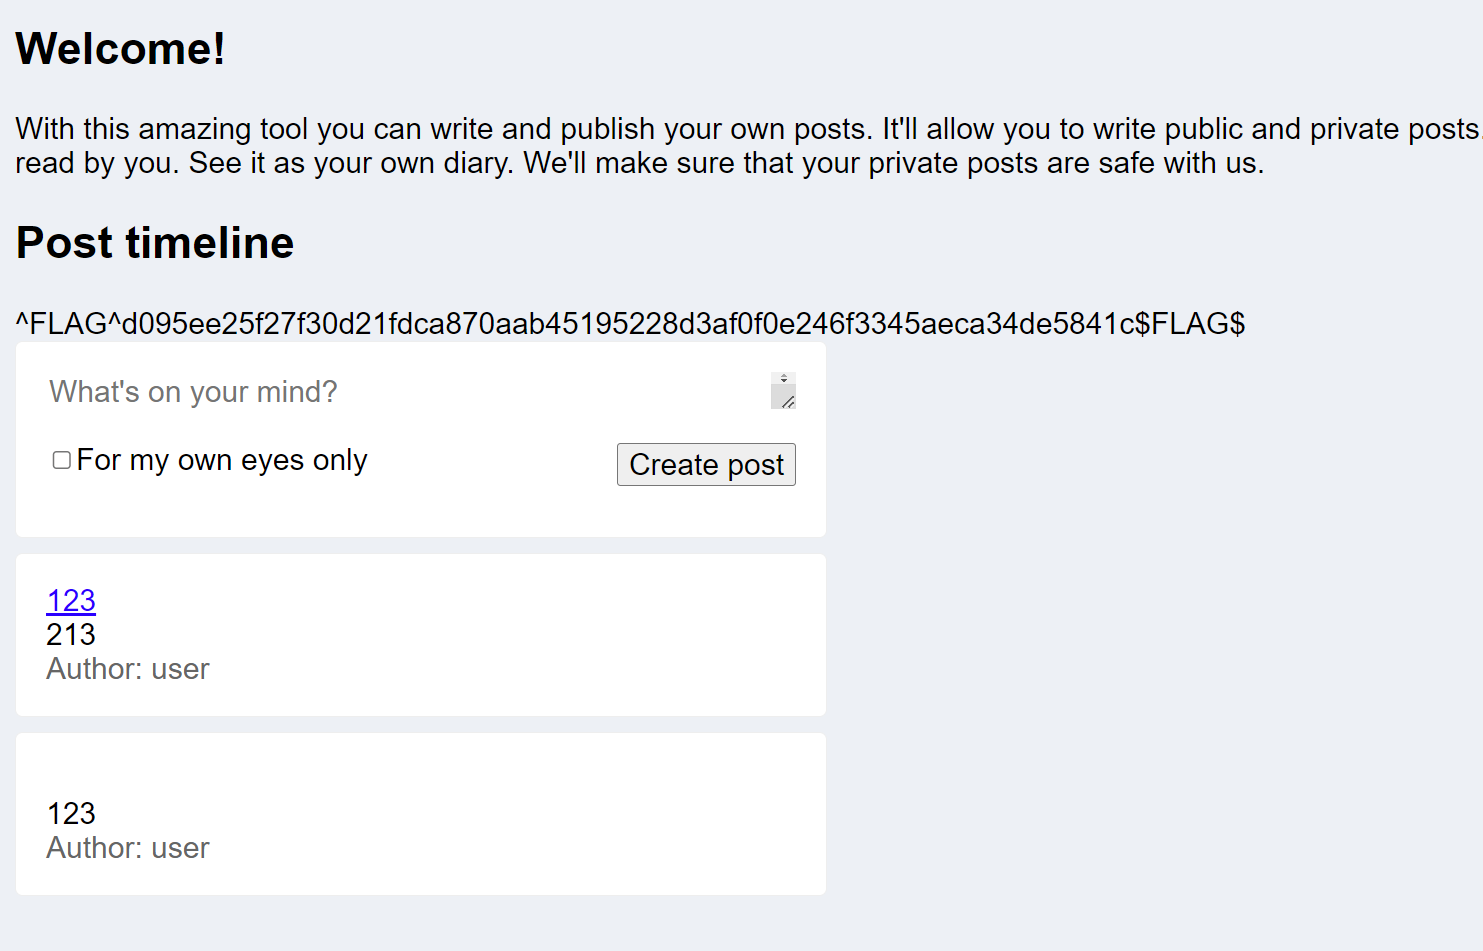 Welcome!
With this amazing tool you can write and publish your own posts. It'll allow you to write public and private posts.
read by you. See it as your own diary. We'll make sure that your private posts are safe with us.
Post timeline
^FLAG^d095ee25f27f30d21fdca870aab45195228d3af0f0e246f3345aeca34de5841c$FLAG$
What's on your mind?
For my own eyes only
Create post
123
213
Author: user
123
Author: user